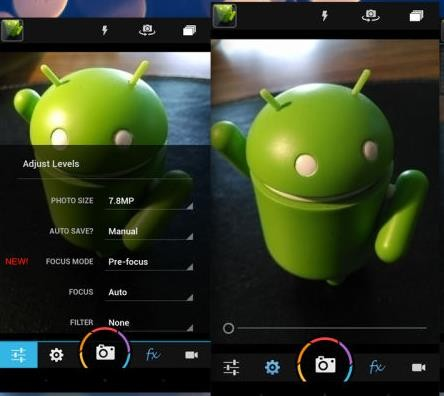 Adjust Levels
PHOTO SIZE 7.8MP
AUTO SAVE? Manual
NEW! FOCUS MODE Pre-focus
FOCUS Auto
FILTER None
fx fx